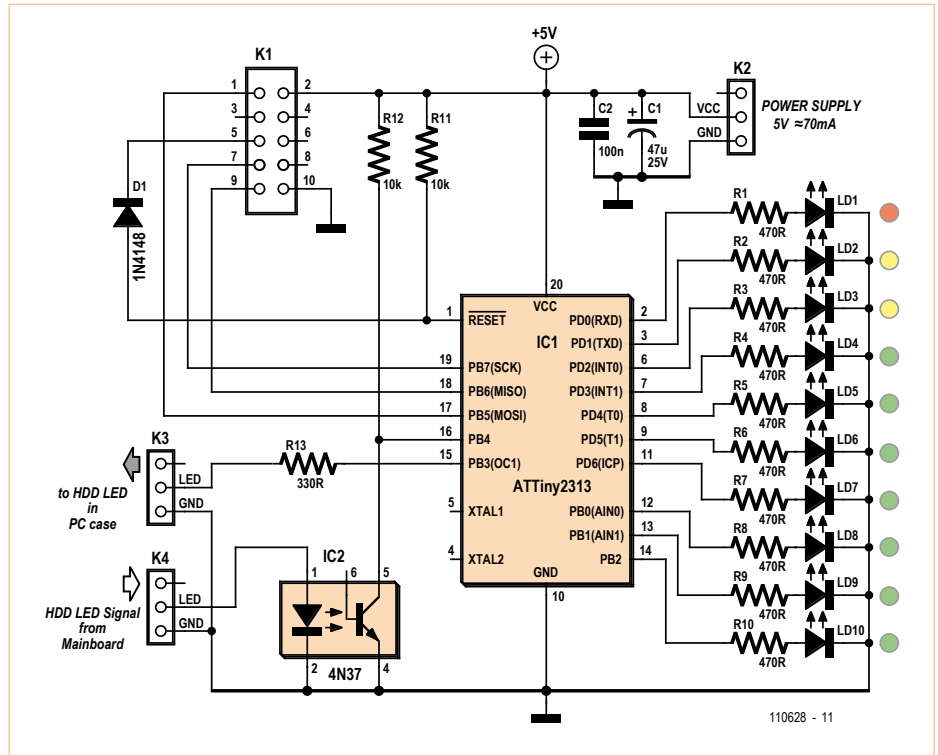 +5V
K1
K2
1
2
3
4
5
6
7
8
9
10
R12
10k
R11
10k
C2
100n
C1
+
47u
25V
VCC
GND
POWER SUPPLY
5V ≈70mA
D1
1N4148
R1
470R
LD1
R2
470R
LD2
R3
470R
LD3
R4
470R
LD4
R5
470R
LD5
R6
470R
LD6
R7
470R
LD7
R8
470R
LD8
R9
470R
LD9
R10
470R
LD10
20
VCC
IC1
ATTiny2313
1
RESET
19
PB7(SCK)
18
PB6(MISO)
17
PB5(MOSI)
16
PB4
15
PB3(OC1)
5
XTAL1
4
XTAL2
GND
10
PD0(RXD)
2
PD1(TXD)
3
PD2(INT0)
6
PD3(INT1)
7
PD4(T0)
8
PD5(T1)
9
PD6(ICP)
11
PB0(AIN0)
12
PB1(AIN1)
13
PB2
14
K3
LED
GND
to HDD LED
in
PC case
R13
330R
K4
LED
GND
HDD LED Signal
from
Mainboard
IC2
1
6
5
2
4
4N37
110628 - 11